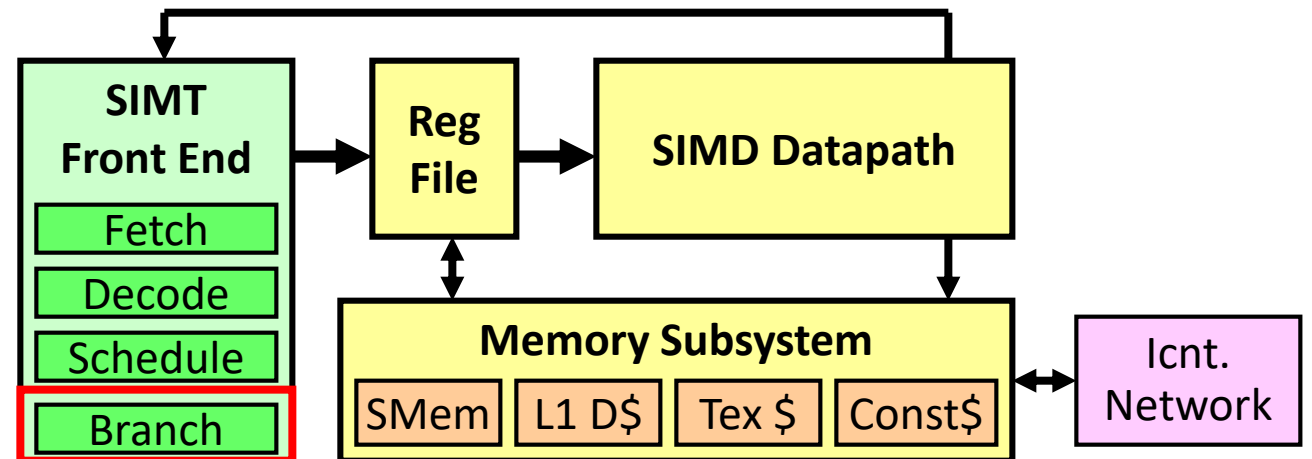 SIMT
Front End
Fetch
Decode
Schedule
Branch
Reg
File
SIMD Datapath
Memory Subsystem
SMem
L1 D$
Tex $
Const$
Icnt.
Network